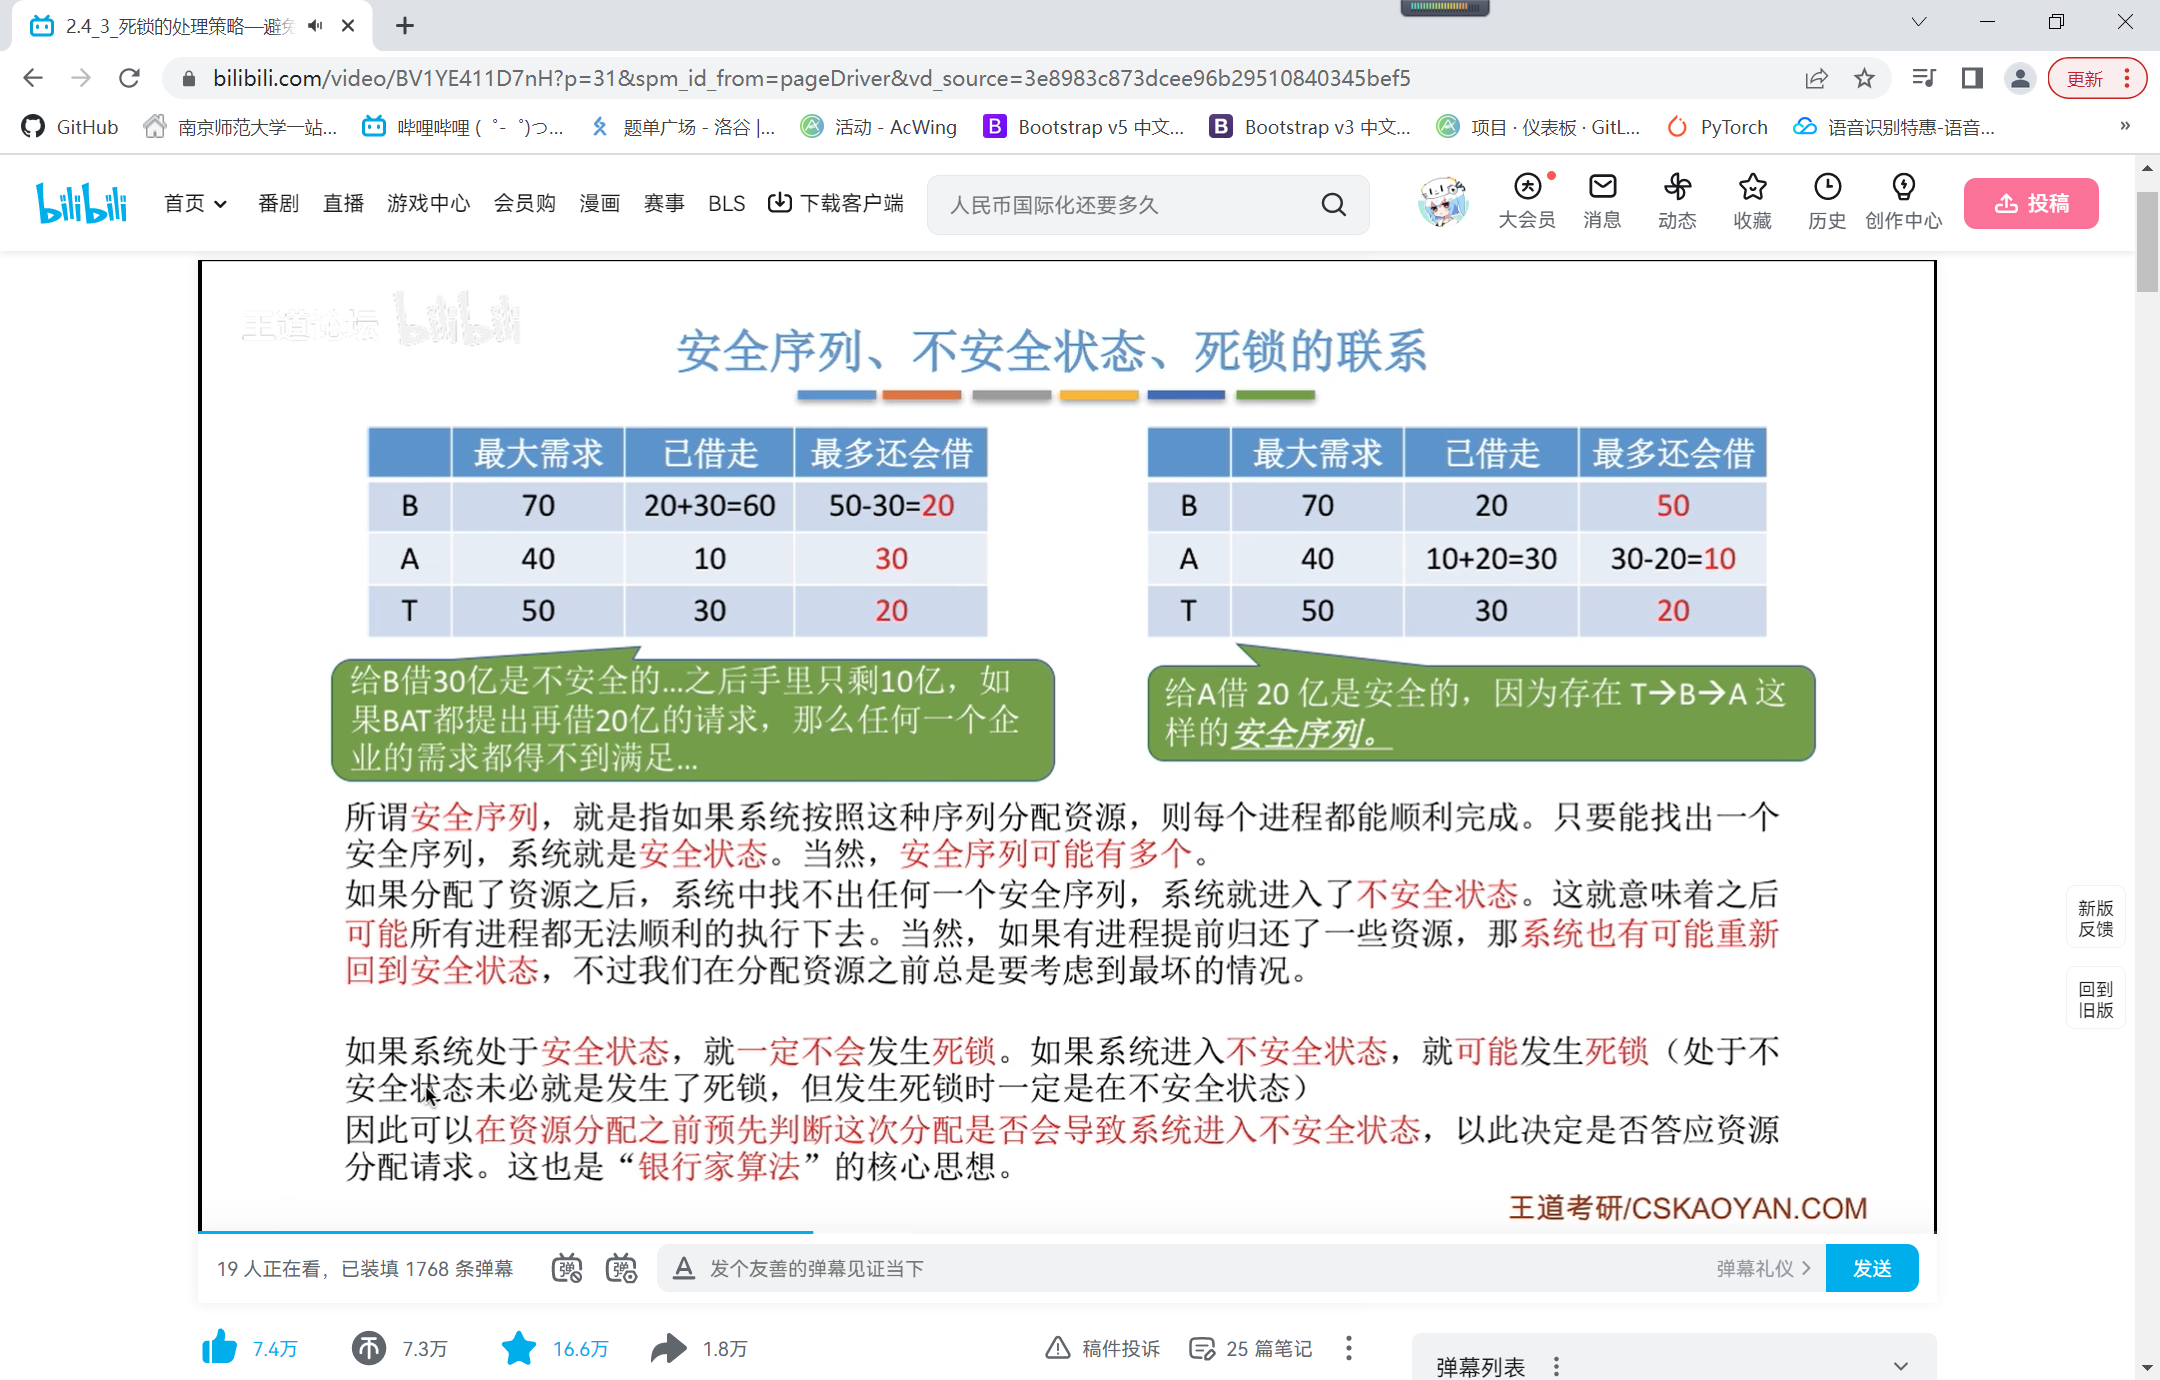 2.4_3_死锁的处理策略—避免
bilibili.com/video/BV1YE411D7nH?p=31&spm_id_from=pageDriver&vd_source=3e8983c873dcee96b29510840345bef5
更新
GitHub 南京师范大学一站... 哔哩哔哩 (゜-゜)つ... 题单广场 - 洛谷 |... 活动 - AcWing Bootstrap v5 中文... Bootstrap v3 中文... 项目 · 仪表板 · GitL... PyTorch 语音识别特惠-语音... »
bilibili 首页 番剧 直播 游戏中心 会员购 漫画 赛事 BLS 下载客户端 人民币国际化还要多久 大会员 消息 动态 收藏 历史 创作中心 投稿
王道论坛 bilibili
安全序列、不安全状态、死锁的联系
最大需求 已借走 最多还会借
B 70 20+30=60 50-30=20
A 40 10 30
T 50 30 20
最大需求 已借走 最多还会借
B 70 20 50
A 40 10+20=30 30-20=10
T 50 30 20
给B借30亿是不安全的...之后手里只剩10亿，如
果BAT都提出再借20亿的请求，那么任何一个企
业的需求都得不到满足...
给A借 20 亿是安全的，因为存在 T→B→A 这
样的安全序列。
所谓安全序列，就是指如果系统按照这种序列分配资源，则每个进程都能顺利完成。只要能找出一个
安全序列，系统就是安全状态。当然，安全序列可能有多个。
如果分配了资源之后，系统中找不出任何一个安全序列，系统就进入了不安全状态。这就意味着之后
可能所有进程都无法顺利的执行下去。当然，如果有进程提前归还了一些资源，那系统也有可能重新
回到安全状态，不过我们在分配资源之前总是要考虑到最坏的情况。
如果系统处于安全状态，就一定不会发生死锁。如果系统进入不安全状态，就可能发生死锁（处于不
安全状态未必就是发生了死锁，但发生死锁时一定是在不安全状态）
因此可以在资源分配之前预先判断这次分配是否会导致系统进入不安全状态，以此决定是否答应资源
分配请求。这也是“银行家算法”的核心思想。
王道考研/CSKAOYAN.COM
新版
反馈
回到
旧版
19 人正在看，已装填 1768 条弹幕 发个友善的弹幕见证当下 弹幕礼仪 > 发送
7.4万 7.3万 16.6万 1.8万 稿件投诉 25 篇笔记
弹幕列表